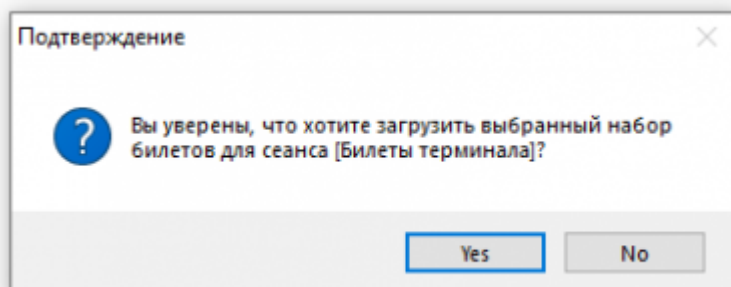 Подтверждение
?
Вы уверены, что хотите загрузить выбранный набор
билетов для сеанса [Билеты терминала]?
Yes
No